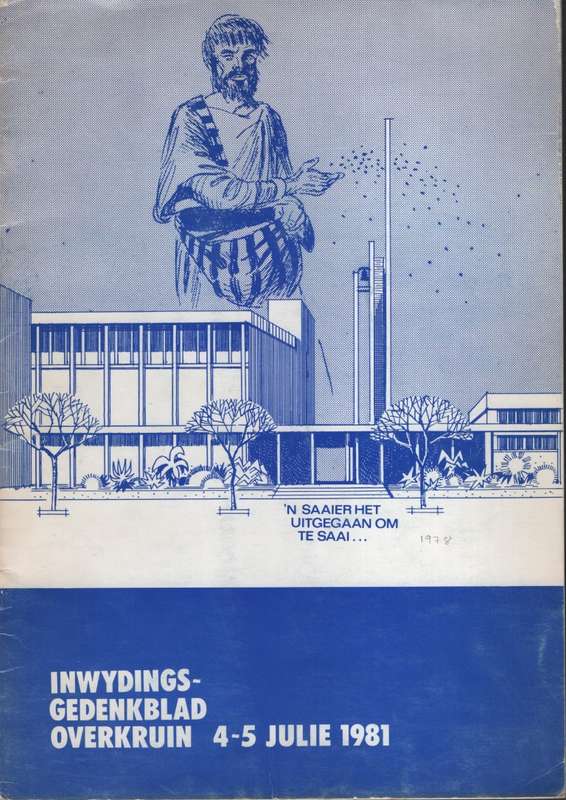 'N SAAIER HET
UITGEGAAN OM
TE SAAI...
1978
INWYDINGS-
GEDENKBLAD
OVERKRUIN 4-5 JULIE 1981